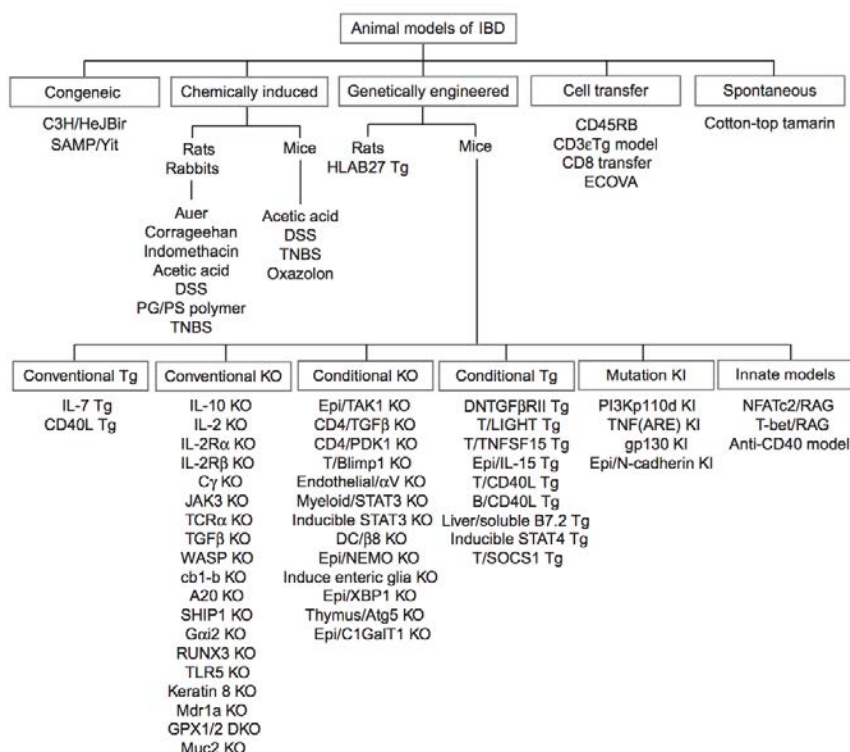 Animal models of IBD
Congeneic
C3H/HeJBir
SAMP/Yit
Chemically induced
Rats
Rabbits
Auer
Corrageehan
Indomethacin
Acetic acid
DSS
PG/PS polymer
TNBS
Mice
Acetic acid
DSS
TNBS
Oxazolon
Genetically engineered
Rats
HLAB27 Tg
Mice
Cell transfer
CD45RB
CD3εTg model
CD8 transfer
ECOVA
Spontaneous
Cotton-top tamarin
Conventional Tg
IL-7 Tg
CD40L Tg
Conventional KO
IL-10 KO
IL-2 KO
IL-2Rα KO
IL-2Rβ KO
Cγ KO
JAK3 KO
TCRα KO
TGFβ KO
WASP KO
cb1-b KO
A20 KO
SHIP1 KO
Gαi2 KO
RUNX3 KO
TLR5 KO
Keratin 8 KO
Mdr1a KO
GPX1/2 DKO
Muc2 KO
Conditional KO
Epi/TAK1 KO
CD4/TGFβ KO
CD4/PDK1 KO
T/Blimp1 KO
Endothelial/αV KO
Myeloid/STAT3 KO
Inducible STAT3 KO
DC/β8 KO
Epi/NEMO KO
Induce enteric glia KO
Epi/XBP1 KO
Thymus/Atg5 KO
Epi/C1GalT1 KO
Conditional Tg
DNTGFβRII Tg
T/LIGHT Tg
T/TNFSF15 Tg
Epi/IL-15 Tg
T/CD40L Tg
B/CD40L Tg
Liver/soluble B7.2 Tg
Inducible STAT4 Tg
T/SOCS1 Tg
Mutation KI
PI3Kp110d KI
TNF(ARE) KI
gp130 KI
Epi/N-cadherin KI
Innate models
NFATc2/RAG
T-bet/RAG
Anti-CD40 model